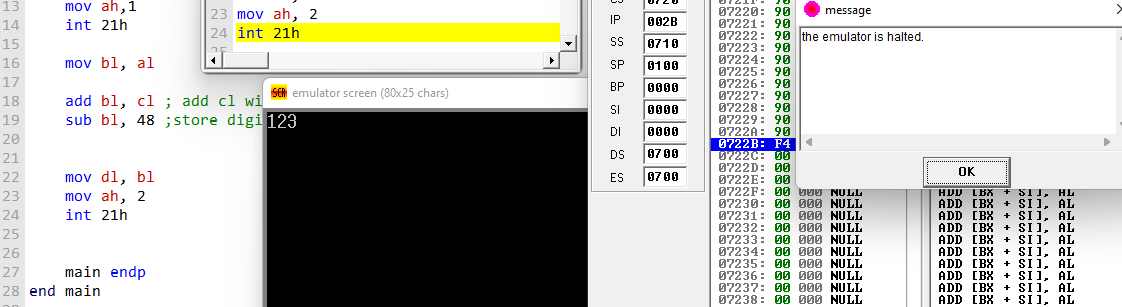 13 mov ah,1
14 int 21h
15
16 mov bl, al
17
18 add bl, cl ; add cl wi
19 sub bl, 48 ;store digi
20
21
22 mov dl, bl
23 mov ah, 2
24 int 21h
25
26
27 main endp
28 end main
23 mov ah, 2
24 int 21h
25
emulator screen (80x25 chars)
123
IP 002B
SS 0710
SP 0100
BP 0000
SI 0000
DI 0000
DS 0700
ES 0700
07220: 90
07221: 90
07222: 90
07223: 90
07224: 90
07225: 90
07226: 90
07227: 90
07228: 90
07229: 90
0722A: 90
0722B: F4
0722C: 00
0722D: 00
0722E: 00
0722F: 00 000 NULL
07230: 00 000 NULL
07231: 00 000 NULL
07232: 00 000 NULL
07233: 00 000 NULL
07234: 00 000 NULL
07235: 00 000 NULL
07236: 00 000 NULL
07237: 00 000 NULL
07238: 00 000 NULL
ADD [BX + SI], AL
ADD [BX + SI], AL
ADD [BX + SI], AL
ADD [BX + SI], AL
ADD [BX + SI], AL
ADD [BX + SI], AL
ADD [BX + SI], AL
ADD [BX + SI], AL
ADD [BX + SI], AL
ADD [BX + SI], AL
message
the emulator is halted.
OK